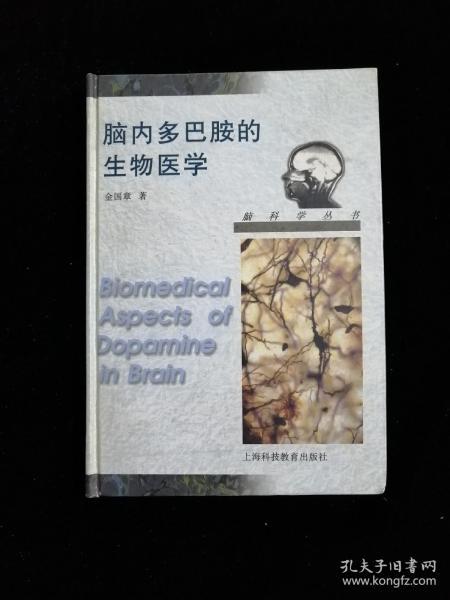 脑内多巴胺的
生物医学
金国章 著
脑科学丛书
Biomedical
Aspects of
Dopamine
in Brain
上海科技教育出版社
孔夫子旧书网
www.kongfz.com